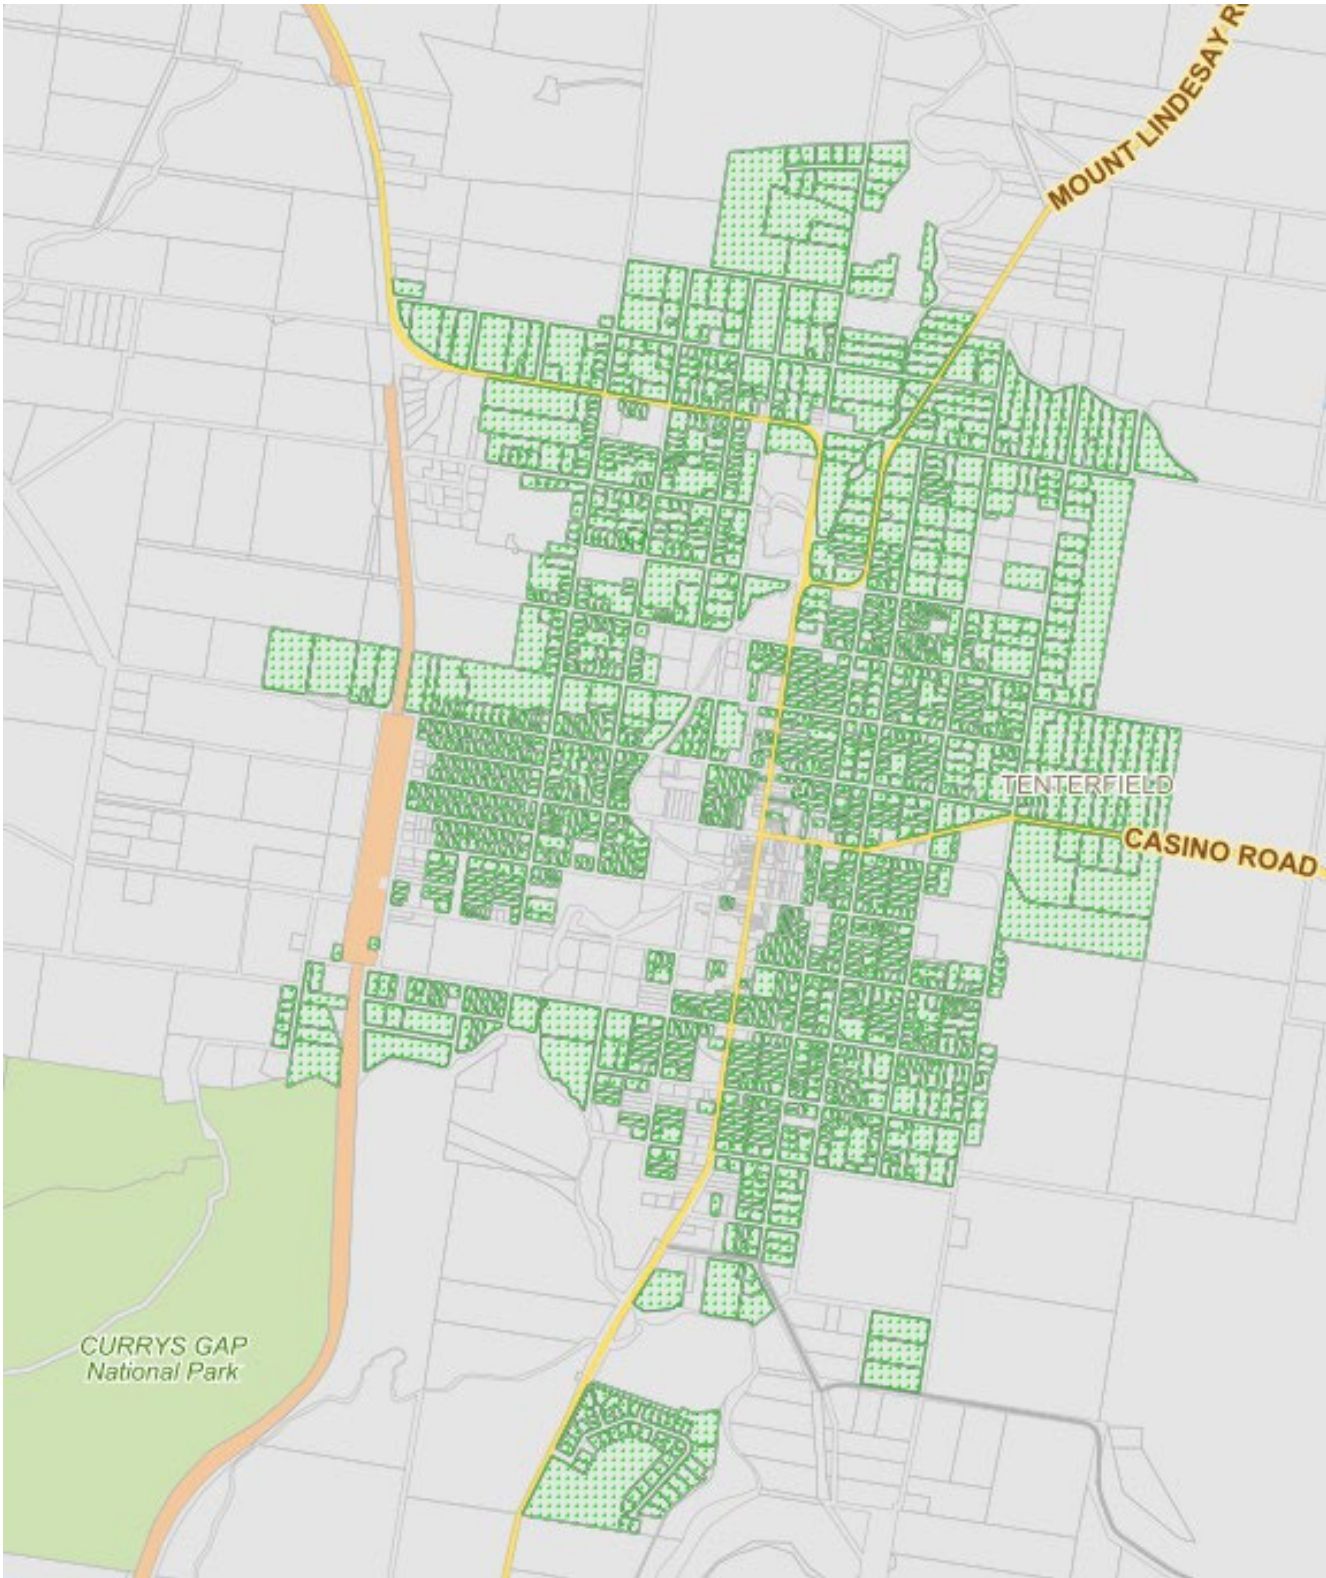 MOUNT LINDESAY
TENTERFIELD
CASINO ROAD
CURRYS GAP
National Park